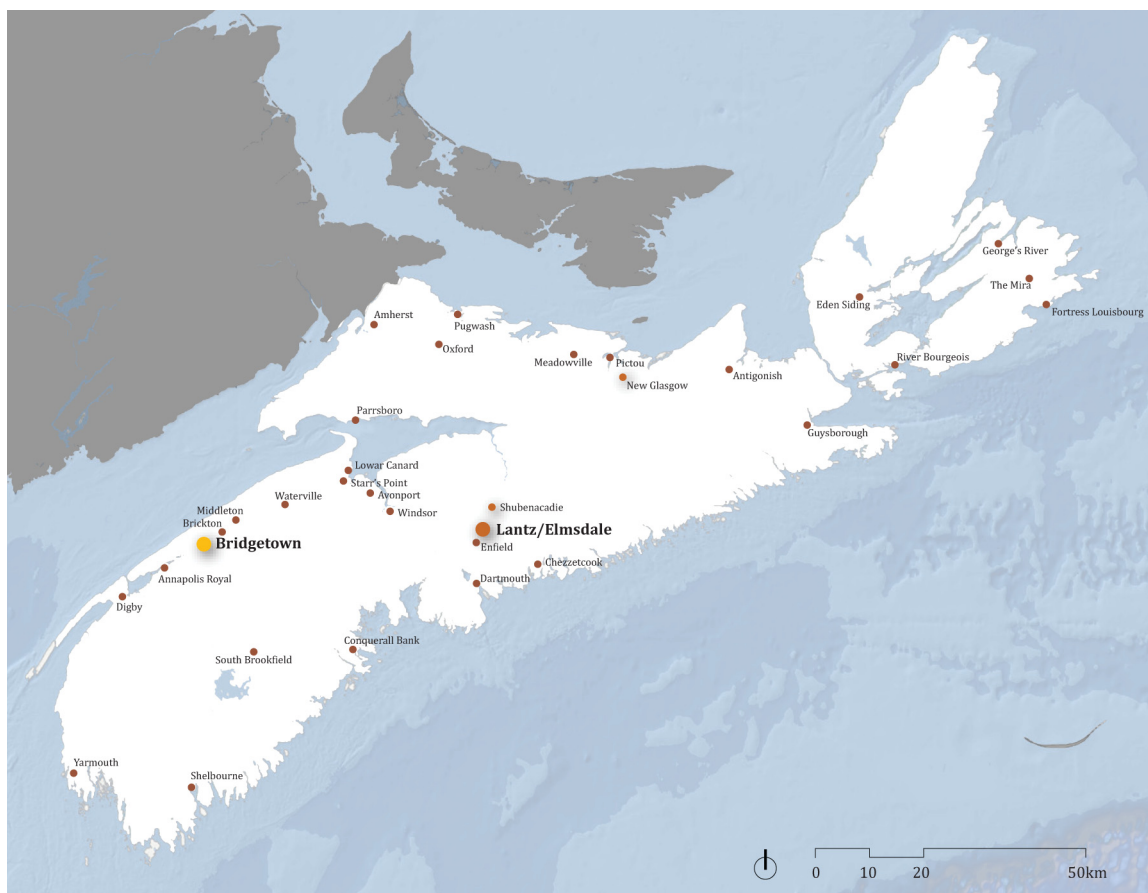 George's River
The Mira
Eden Siding
Fortress Louisbourg
Amherst
Pugwash
Oxford
Meadowville
Pictou
River Bourgeois
New Glasgow
Antigonish
Parrsboro
Guysborough
Lowar Canard
Starr's Point
Waterville
Avonport
Middleton
Windsor
Shubenacadie
Brickton
Lantz/Elmsdale
Bridgetown
Enfield
Chezzetcook
Annapolis Royal
Dartmouth
Digby
Conquerall Bank
South Brookfield
Yarmouth
Shelbourne
0 10 20 50km